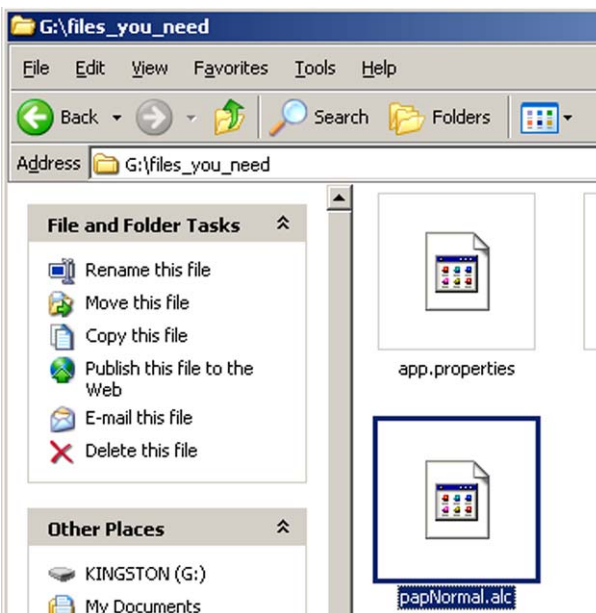 G:\files_you_need
File Edit View Favorites Tools Help
Back Search Folders
Address G:\files_you_need
File and Folder Tasks
Rename this file
Move this file
Copy this file
Publish this file to the
Web
E-mail this file
Delete this file
Other Places
KINGSTON (G:)
My Documents
app.properties
papNormal.alc